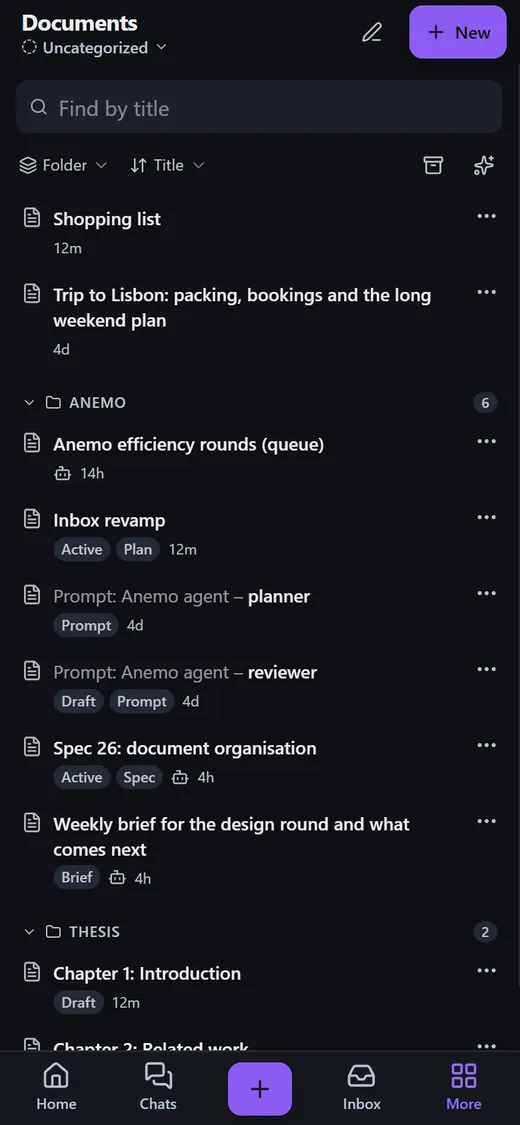 Documents
Uncategorized
New
Find by title
Folder
Title
Shopping list
12m
Trip to Lisbon: packing, bookings and the long
weekend plan
4d
ANEMO
6
Anemo efficiency rounds (queue)
14h
Inbox revamp
Active Plan 12m
Prompt: Anemo agent – planner
Prompt 4d
Prompt: Anemo agent – reviewer
Draft Prompt 4d
Spec 26: document organisation
Active Spec 4h
Weekly brief for the design round and what
comes next
Brief 4h
THESIS
2
Chapter 1: Introduction
Draft 12m
Chapter 2: Related work
Home
Chats
Inbox
More